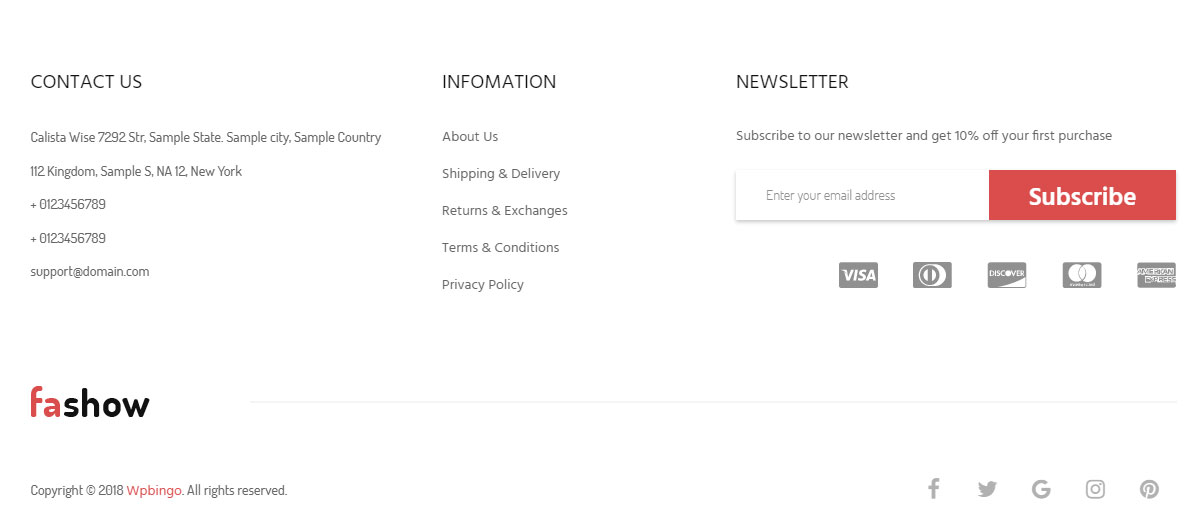 CONTACT US
Calista Wise 7292 Str, Sample State. Sample city, Sample Country
112 Kingdom, Sample S, NA 12, New York
+ 0123456789
+ 0123456789
support@domain.com
INFOMATION
About Us
Shipping & Delivery
Returns & Exchanges
Terms & Conditions
Privacy Policy
NEWSLETTER
Subscribe to our newsletter and get 10% off your first purchase
Enter your email address
Subscribe
VISA
DISCOVER
AMERICAN
EXPRESS
fashow
Copyright © 2018 Wpbingo. All rights reserved.